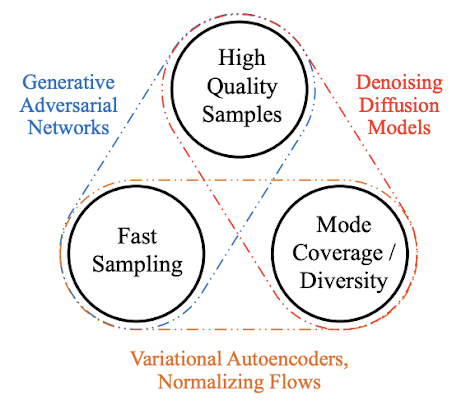 High
Quality
Samples
Generative
Adversarial
Networks
Denoising
Diffusion
Models
Fast
Sampling
Mode
Coverage /
Diversity
Variational Autoencoders,
Normalizing Flows